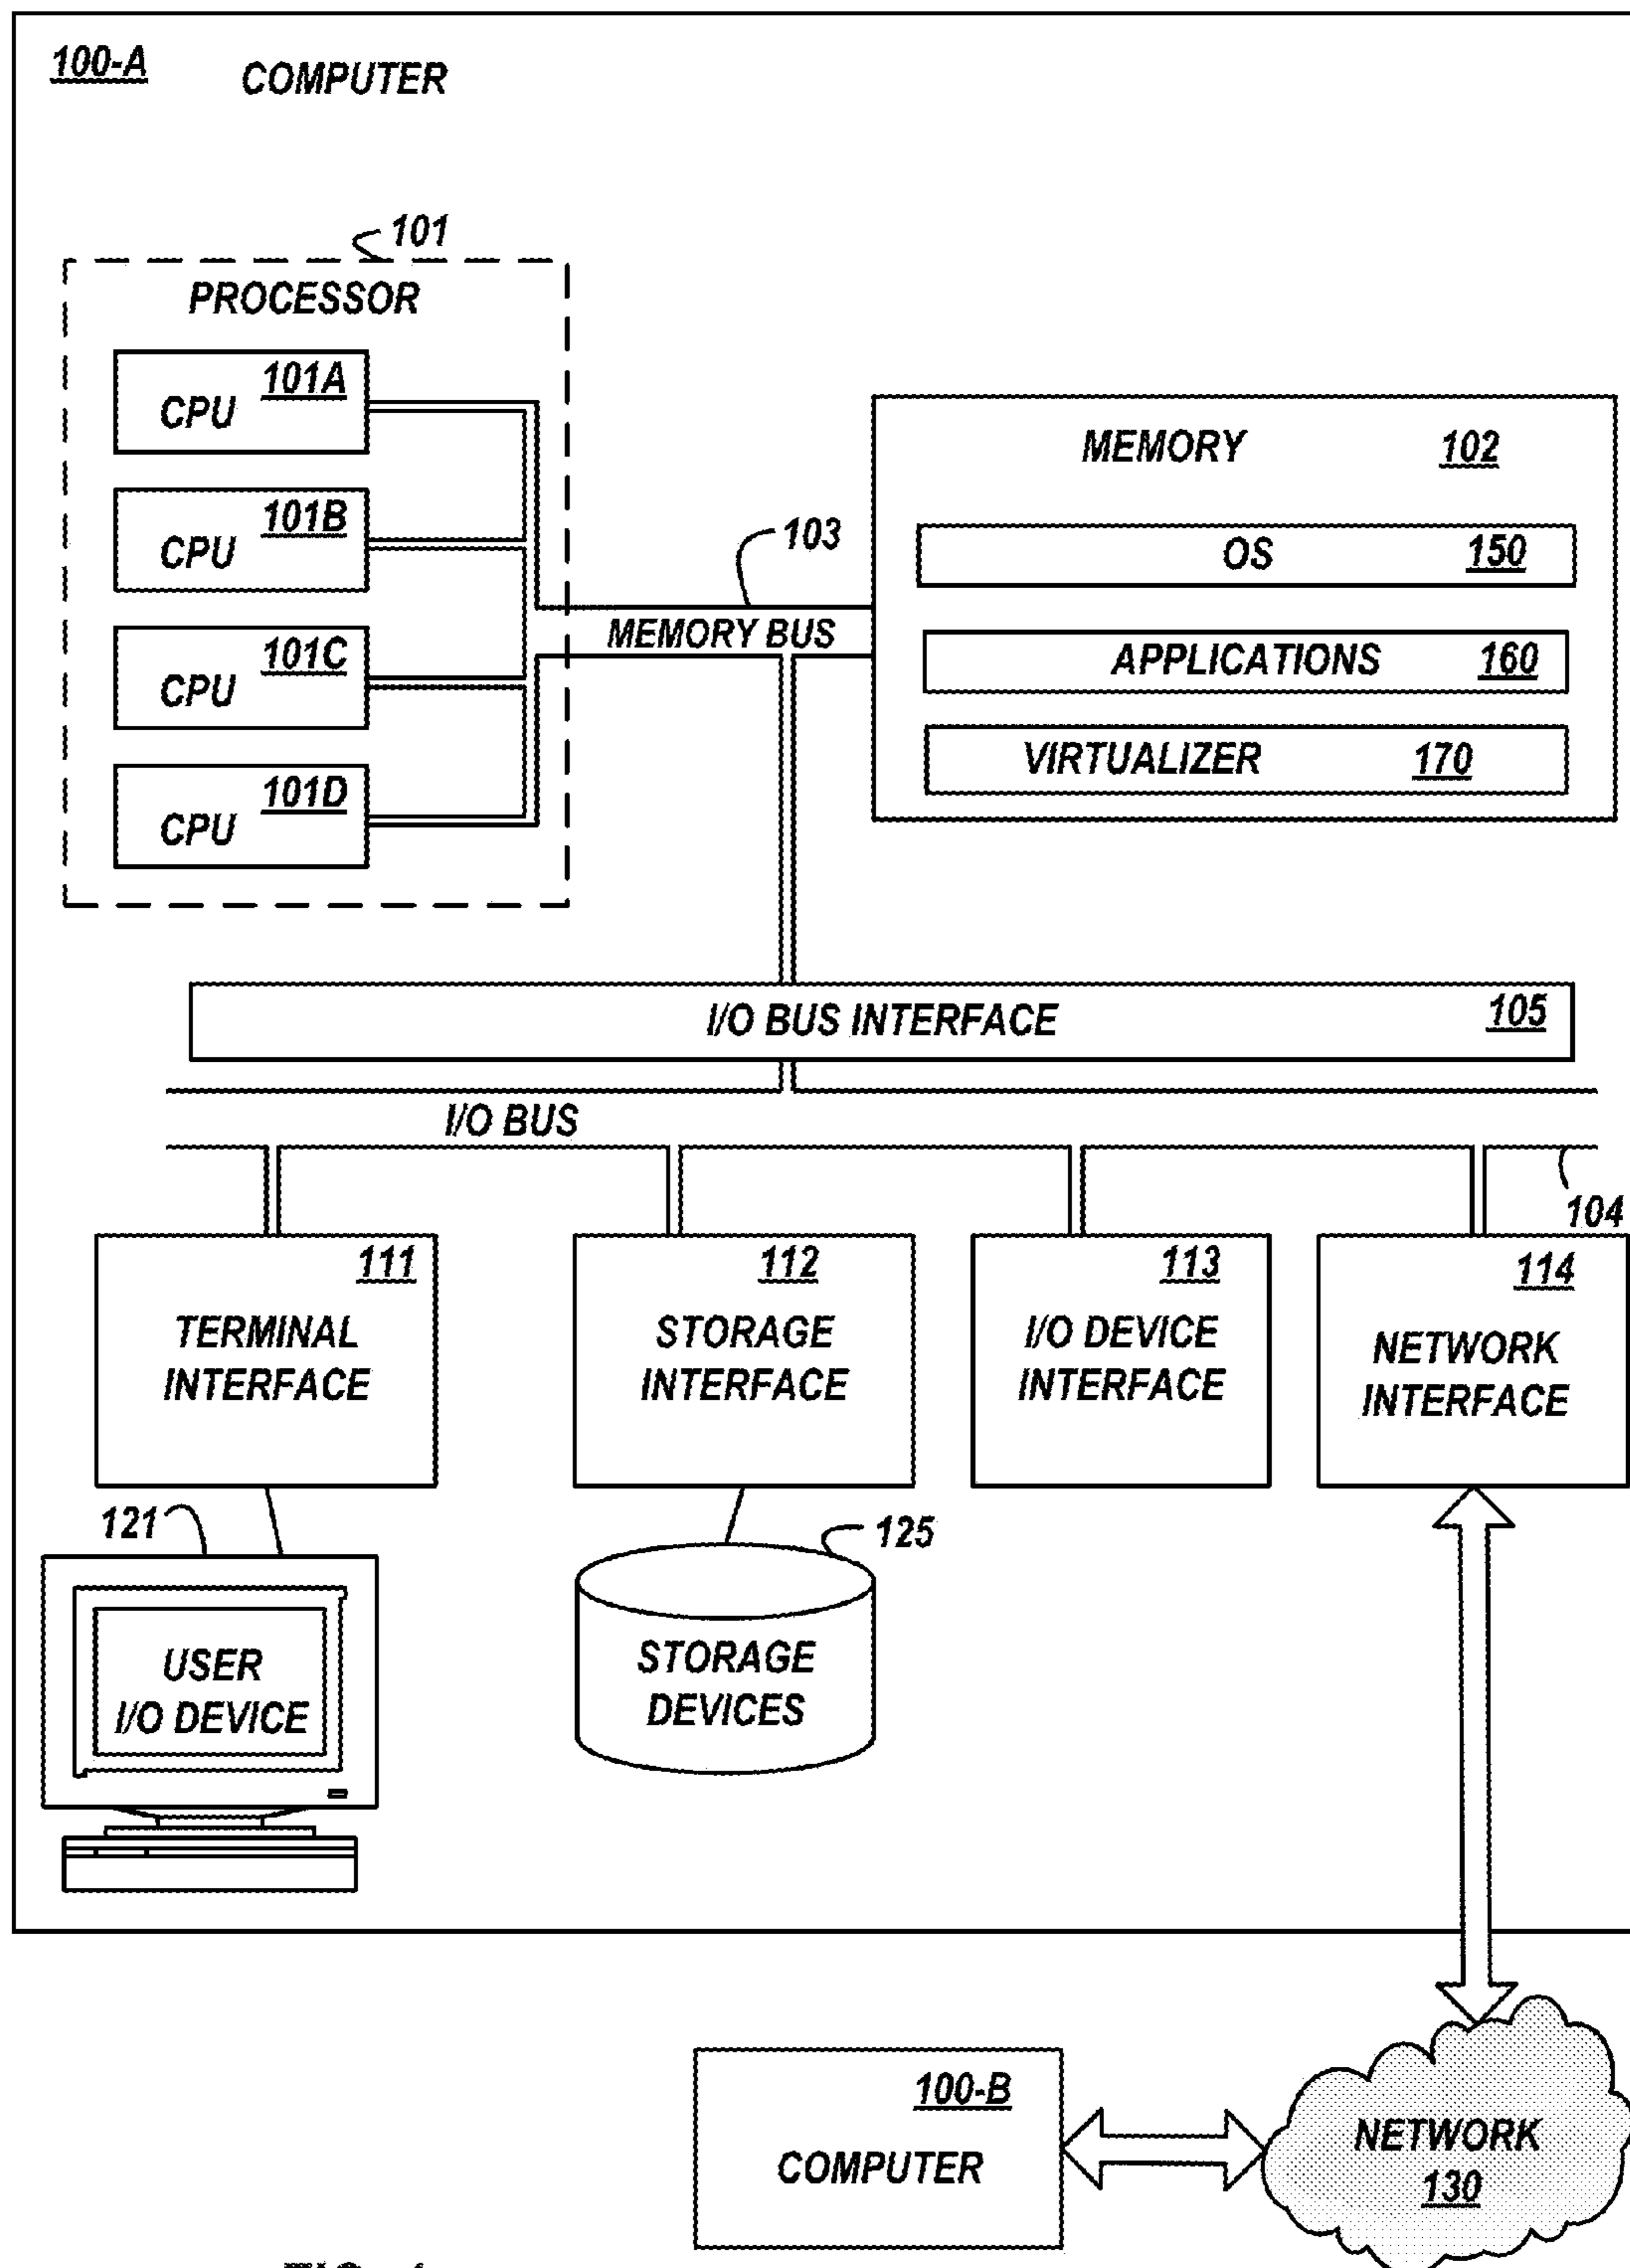 100-A
COMPUTER
101
PROCESSOR
101A
CPU
101B
CPU
101C
CPU
101D
CPU
103
MEMORY BUS
MEMORY 102
OS 150
APPLICATIONS 160
VIRTUALIZER 170
I/O BUS INTERFACE 105
I/O BUS
104
111
TERMINAL
INTERFACE
112
STORAGE
INTERFACE
113
I/O DEVICE
INTERFACE
114
NETWORK
INTERFACE
121
USER
I/O DEVICE
125
STORAGE
DEVICES
100-B
COMPUTER
NETWORK
130